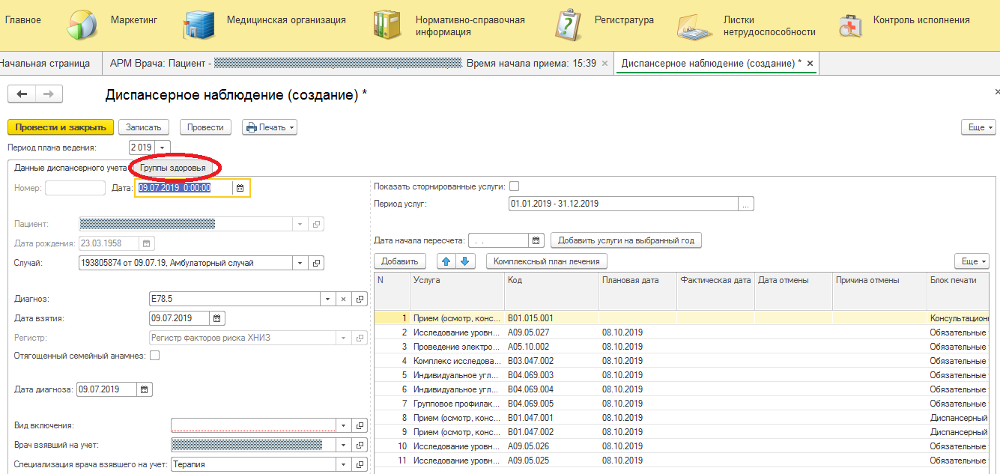 Главное
Маркетинг
Медицинская организация
Нормативно-справочная
информация
Регистратура
Листки
нетрудоспособности
Контроль исполнения
Начальная страница
АРМ Врача: Пациент -
. Время начала приема: 15:39 ×
Диспансерное наблюдение (создание) * ×
Диспансерное наблюдение (создание) *
Провести и закрыть
Записать
Провести
Печать
Еще
Период плана ведения: 2 019
Данные диспансерного учета
Группы здоровья
Номер:
Дата: 09.07.2019 0:00:00
Пациент:
Дата рождения: 23.03.1958
Случай: 193805874 от 09.07.19, Амбулаторный случай
Диагноз: E78.5
Дата взятия: 09.07.2019
Регистр: Регистр факторов риска ХНИЗ
Отягощенный семейный анамнез:
Дата диагноза: 09.07.2019
Вид включения:
Врач взявший на учет:
Специализация врача взявшего на учет: Терапия
Показать сторнированные услуги:
Период услуг: 01.01.2019 - 31.12.2019 ...
Дата начала пересчета: . .
Добавить услуги на выбранный год
Добавить
Комплексный план лечения
Еще
N Услуга Код Плановая дата Фактическая дата Дата отмены Причина отмены Блок печати
1 Прием (осмотр, конс... B01.015.001 Консультацион
2 Исследование уровн... A09.05.027 08.10.2019 Обязательные
3 Проведение электро... A05.10.002 08.10.2019 Обязательные
4 Комплекс исследова... B03.047.002 08.10.2019 Обязательные
5 Индивидуальное угл... B04.069.003 08.10.2019 Обязательные
6 Индивидуальное угл... B04.069.004 08.10.2019 Обязательные
7 Групповое профилак... B04.069.005 08.10.2019 Обязательные
8 Прием (осмотр, конс... B01.047.001 08.10.2019 Диспансерный
9 Прием (осмотр, конс... B01.047.002 08.10.2019 Диспансерный
10 Исследование уровн... A09.05.026 08.10.2019 Обязательные
11 Исследование уровн... A09.05.025 08.10.2019 Обязательные